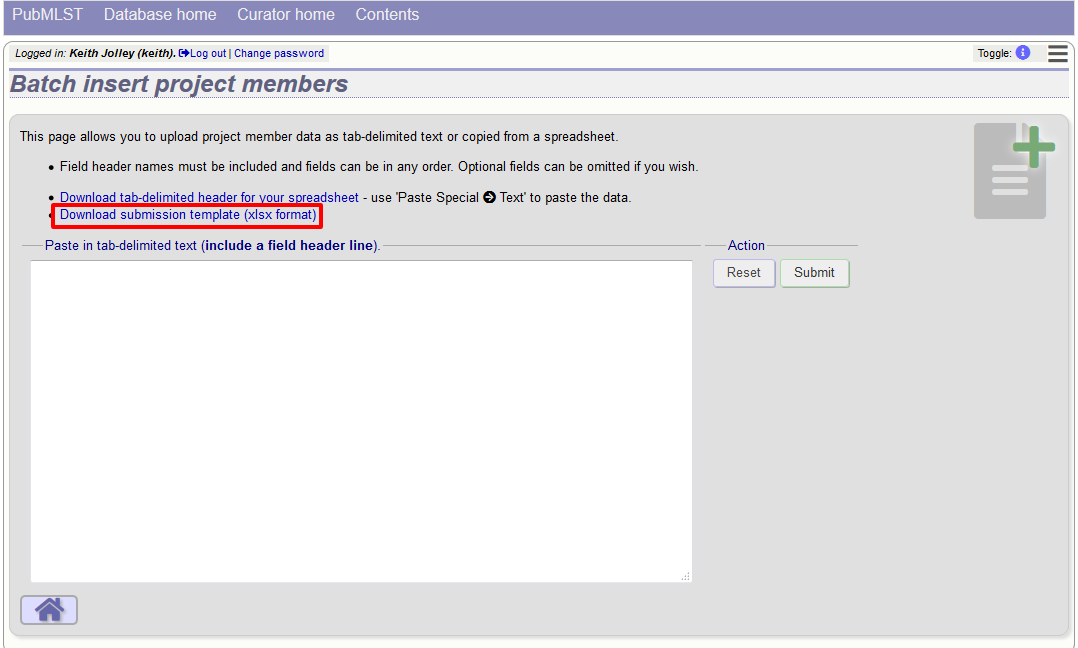 PubMLST Database home Curator home Contents
Logged in: Keith Jolley (keith). Log out | Change password
Toggle: i
Batch insert project members
This page allows you to upload project member data as tab-delimited text or copied from a spreadsheet.
• Field header names must be included and fields can be in any order. Optional fields can be omitted if you wish.
• Download tab-delimited header for your spreadsheet - use 'Paste Special Text' to paste the data.
• Download submission template (xlsx format)
Paste in tab-delimited text (include a field header line).
Action
Reset Submit